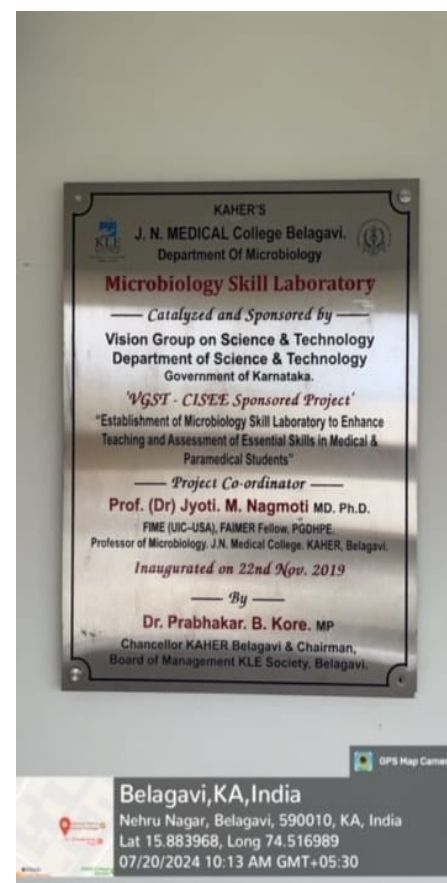 KAHER'S
KLE
J. N. MEDICAL College Belagavi.
Department Of Microbiology
Microbiology Skill Laboratory
Catalyzed and Sponsored by
Vision Group on Science & Technology
Department of Science & Technology
Government of Karnataka.
'VGST - CISEE Sponsored Project'
"Establishment of Microbiology Skill Laboratory to Enhance
Teaching and Assessment of Essential Skills in Medical &
Paramedical Students"
Project Co-ordinator
Prof. (Dr) Jyoti. M. Nagmoti MD. Ph.D.
FIME (UIC–USA), FAIMER Fellow, PGDHPE.
Professor of Microbiology. J.N. Medical College. KAHER, Belagavi.
Inaugurated on 22nd Nov. 2019
By
Dr. Prabhakar. B. Kore. MP
Chancellor KAHER Belagavi & Chairman,
Board of Management KLE Society, Belagavi.
GPS Map Camera
Belagavi,KA,India
Nehru Nagar, Belagavi, 590010, KA, India
Lat 15.883968, Long 74.516989
07/20/2024 10:13 AM GMT+05:30